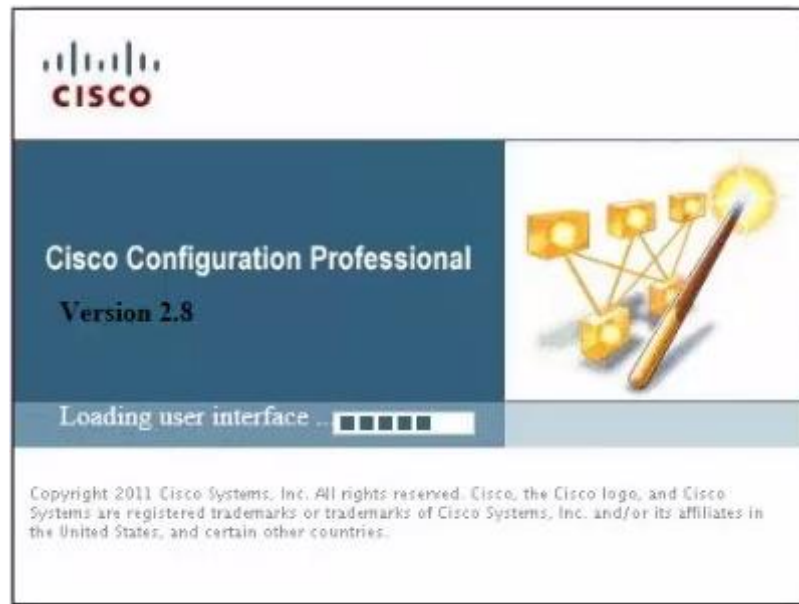 CISCO
Cisco Configuration Professional
Version 2.8
Loading user interface ...
Copyright 2011 Cisco Systems, Inc. All rights reserved. Cisco, the Cisco logo, and Cisco
Systems are registered trademarks or trademarks of Cisco Systems, Inc. and/or its affiliates in
the United States, and certain other countries.